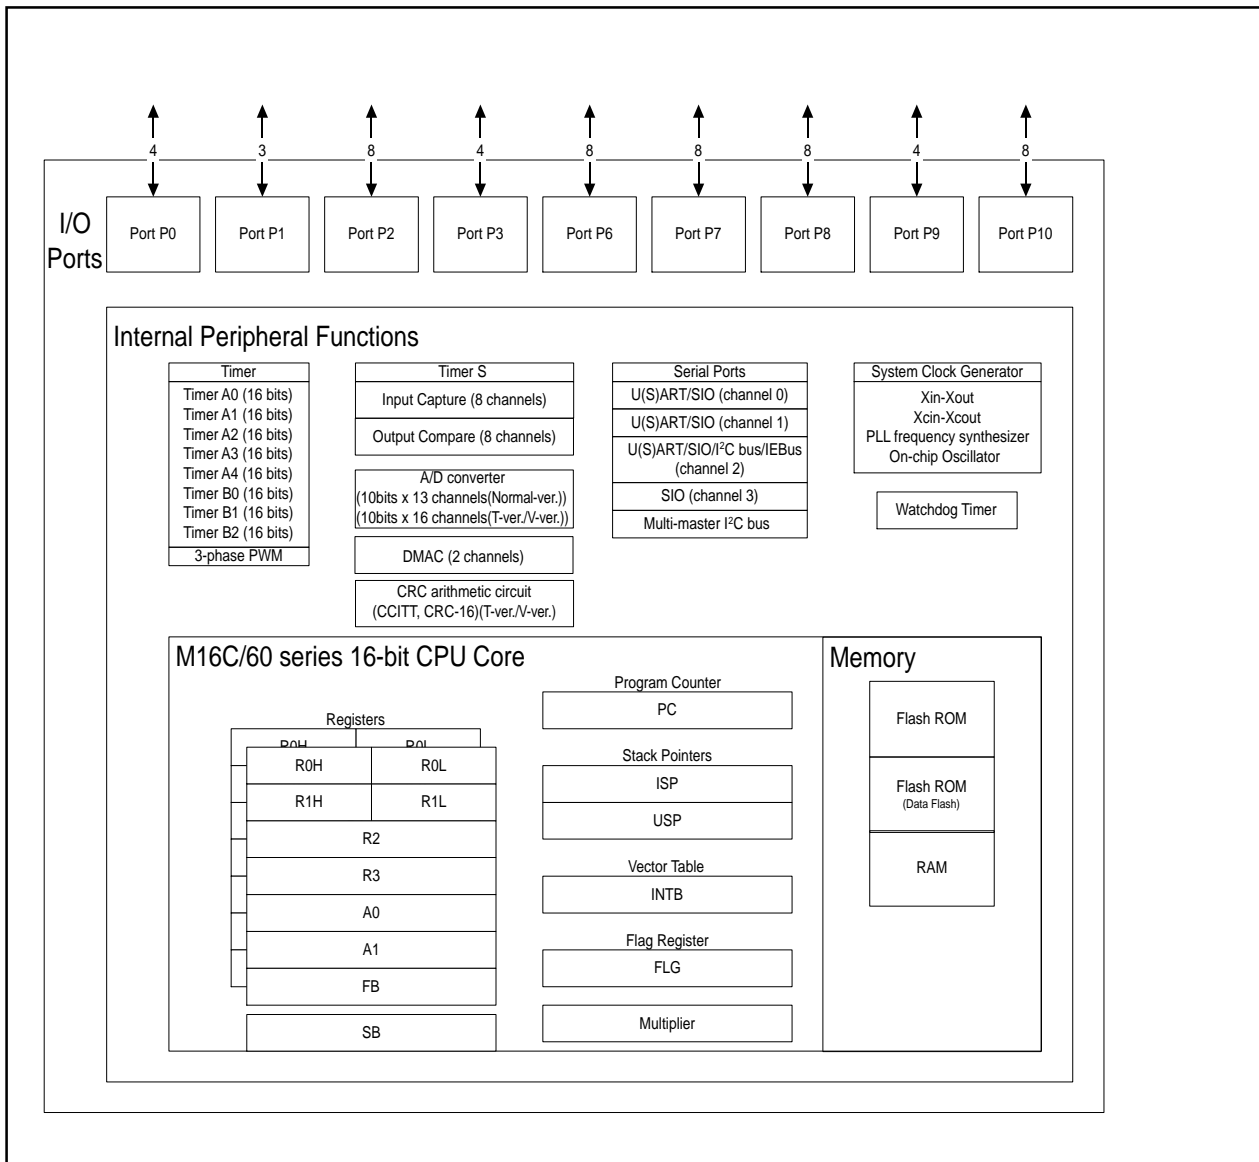 4 3 8 4 8 8 8 4 8
I/O
Ports
Port P0 Port P1 Port P2 Port P3 Port P6 Port P7 Port P8 Port P9 Port P10
Internal Peripheral Functions
Timer
Timer A0 (16 bits)
Timer A1 (16 bits)
Timer A2 (16 bits)
Timer A3 (16 bits)
Timer A4 (16 bits)
Timer B0 (16 bits)
Timer B1 (16 bits)
Timer B2 (16 bits)
3-phase PWM
Timer S
Input Capture (8 channels)
Output Compare (8 channels)
A/D converter
(10bits x 13 channels(Normal-ver.))
(10bits x 16 channels(T-ver./V-ver.))
DMAC (2 channels)
CRC arithmetic circuit
(CCITT, CRC-16)(T-ver./V-ver.)
Serial Ports
U(S)ART/SIO (channel 0)
U(S)ART/SIO (channel 1)
U(S)ART/SIO/I²C bus/IEBus
(channel 2)
SIO (channel 3)
Multi-master I²C bus
System Clock Generator
Xin-Xout
Xcin-Xcout
PLL frequency synthesizer
On-chip Oscillator
Watchdog Timer
M16C/60 series 16-bit CPU Core
Registers
R0H R0L
R0H R0L
R1H R1L
R2
R3
A0
A1
FB
SB
Program Counter
PC
Stack Pointers
ISP
USP
Vector Table
INTB
Flag Register
FLG
Multiplier
Memory
Flash ROM
Flash ROM
(Data Flash)
RAM